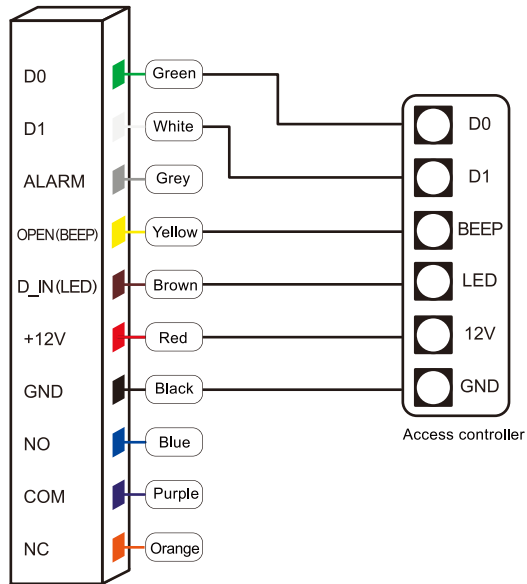 D0 Green
D1 White
ALARM Grey
OPEN(BEEP) Yellow
D_IN(LED) Brown
+12V Red
GND Black
NO Blue
COM Purple
NC Orange
D0
D1
BEEP
LED
12V
GND
Access controller